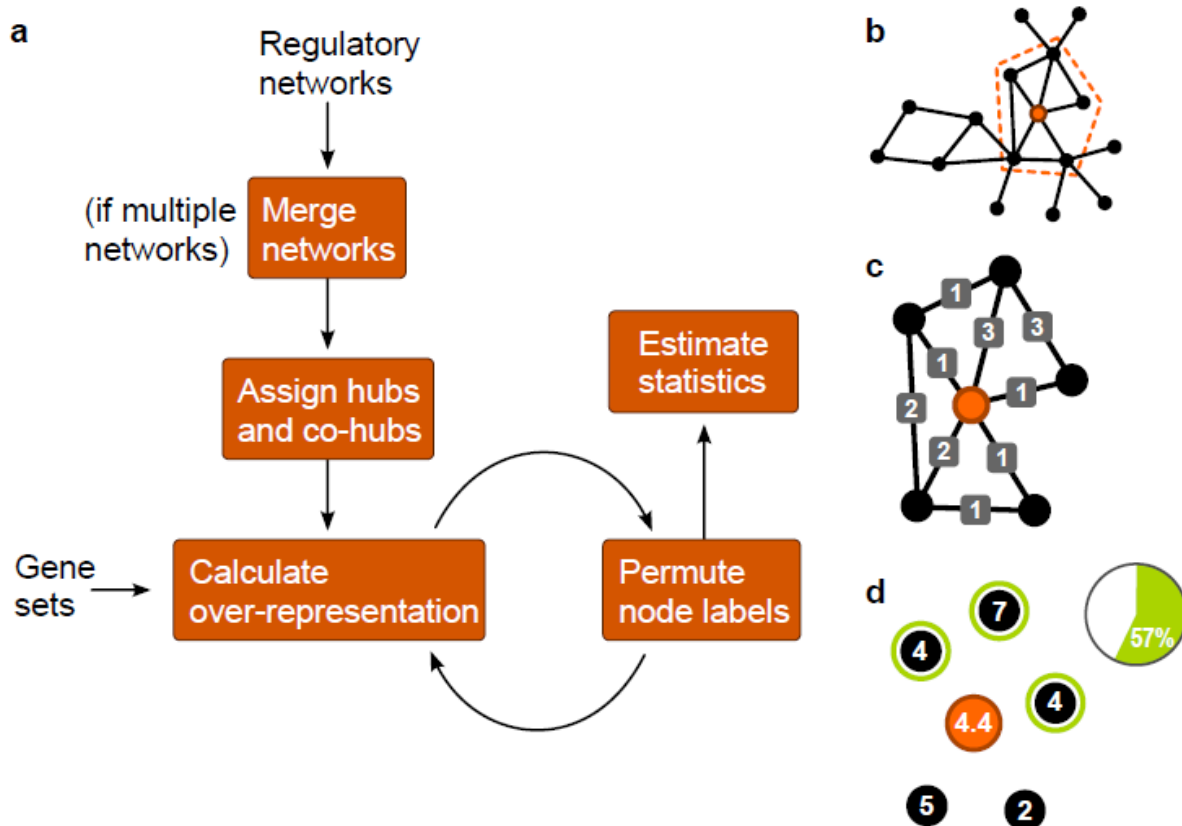 a
Regulatory
networks
(if multiple
networks)
Merge
networks
Assign hubs
and co-hubs
Estimate
statistics
Gene
sets
Calculate
over-representation
Permute
node labels
b
c
1
3
3
1
1
2
2
1
1
d
7
57%
4
4
4.4
5
2